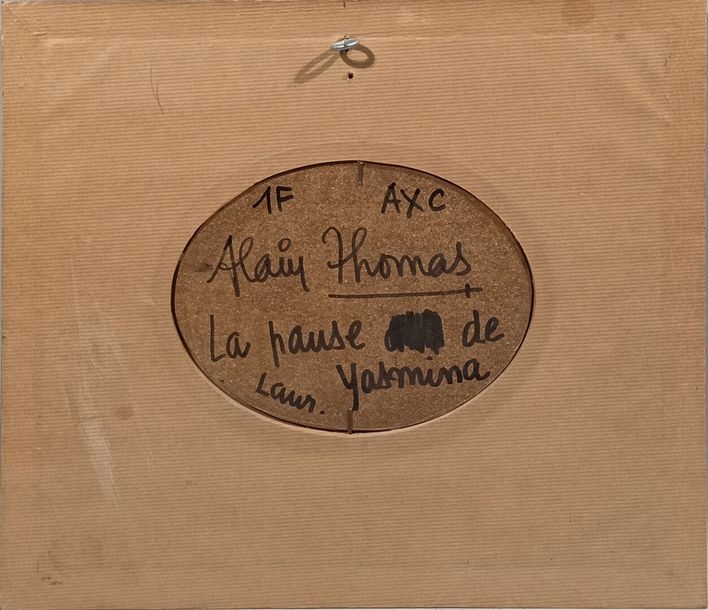 1F AXC
Alain Thomas
La pause de
Laur. Yasmina